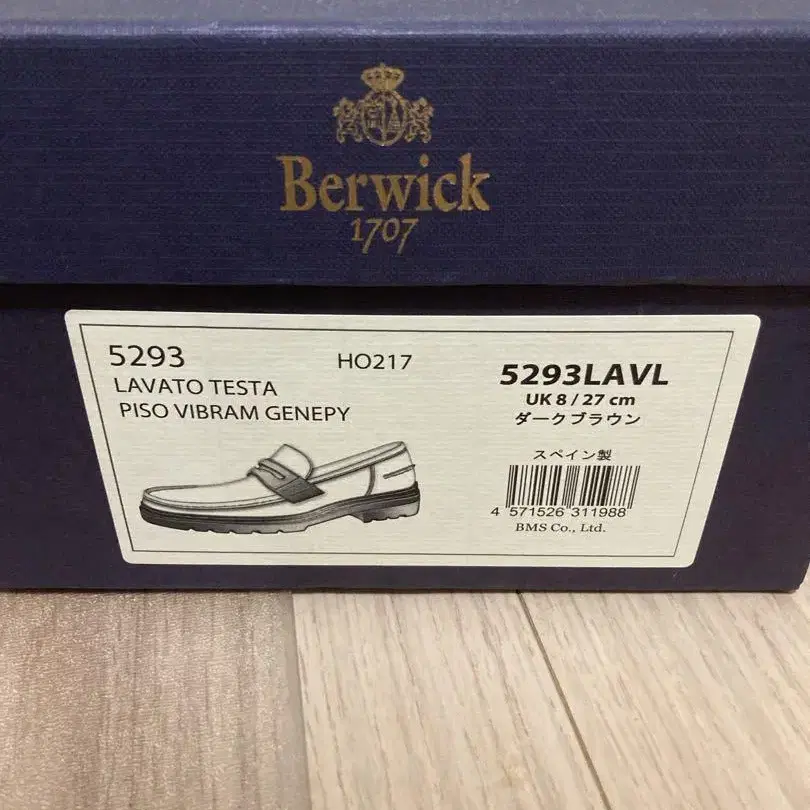 Berwick
1707
5293
HO217
LAVATO TESTA
PISO VIBRAM GENEPY
5293LAVL
UK 8 / 27 cm
ダークブラウン
スペイン製
4 571526 311988
BMS Co., Ltd.